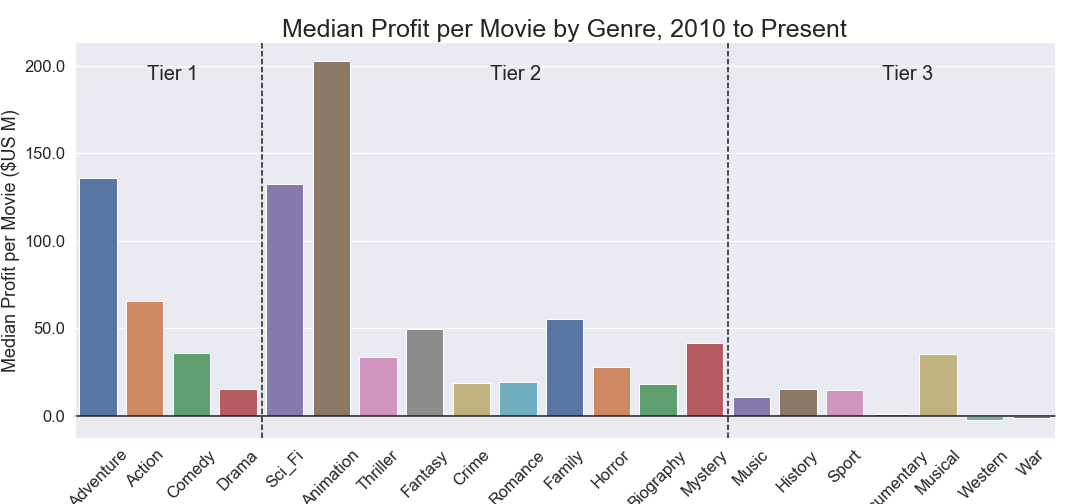 Median Profit per Movie by Genre, 2010 to Present
Tier 1
Tier 2
Tier 3
Median Profit per Movie ($US M)
200.0
150.0
100.0
50.0
0.0
Adventure
Action
Comedy
Drama
Sci_Fi
Animation
Thriller
Fantasy
Crime
Romance
Family
Horror
Biography
Mystery
Music
History
Sport
umentary
Musical
Western
War